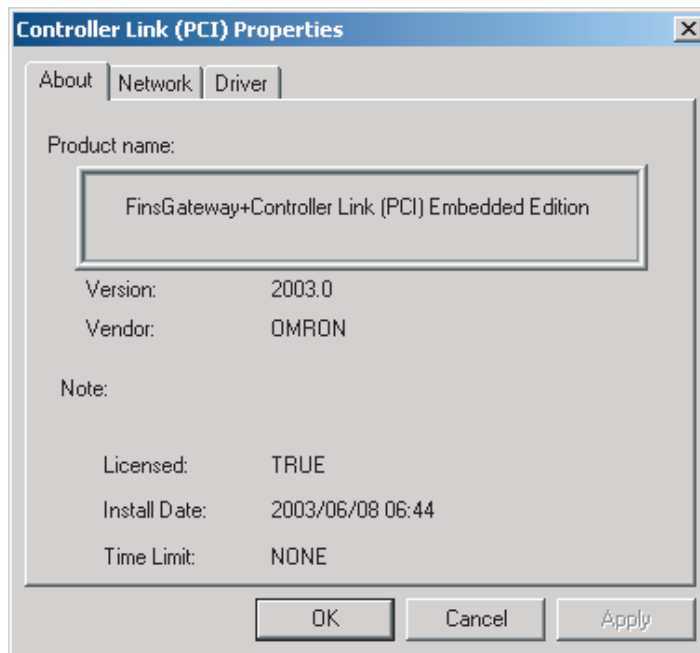 Controller Link (PCI) Properties
About Network Driver
Product name:
FinsGateway+Controller Link (PCI) Embedded Edition
Version: 2003.0
Vendor: OMRON
Note:
Licensed: TRUE
Install Date: 2003/06/08 06:44
Time Limit: NONE
OK Cancel Apply